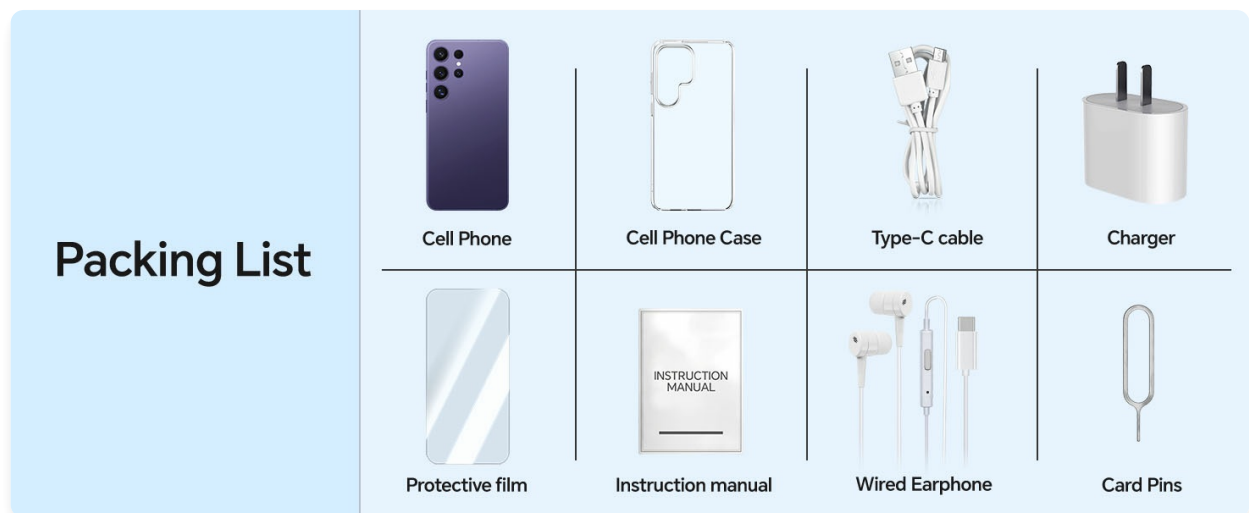 Packing List
Cell Phone
Cell Phone Case
Type-C cable
Charger
Protective film
INSTRUCTION
MANUAL
Instruction manual
Wired Earphone
Card Pins